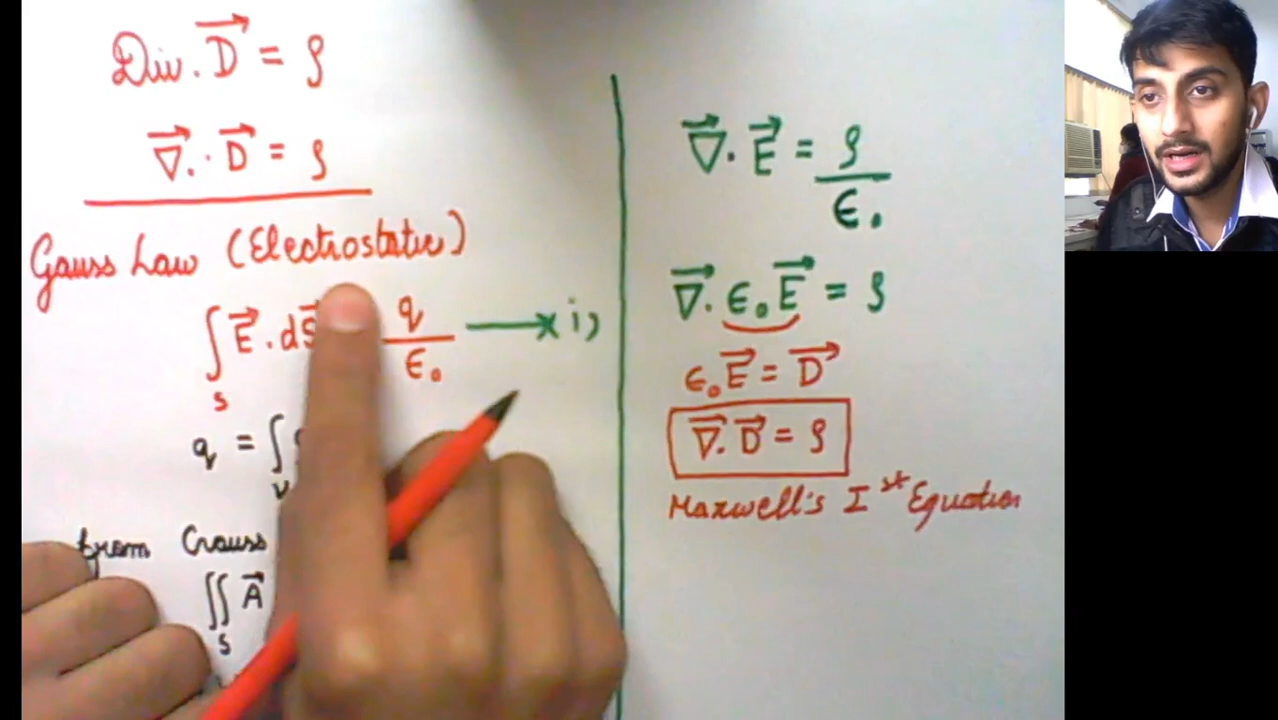 Div. D⃗ = ρ
∇⃗. · D⃗ = ρ
Gauss Law (Electrostatic)
∫ₛ E⃗ . dS⃗ q/ϵ₀ → i)
q = ∫ᵥ
from Gauss
∬ₛ A⃗
∇⃗. E⃗ = ρ/ϵ₀
∇⃗. ϵ₀E⃗ = ρ
ϵ₀E⃗ = D⃗
∇⃗. D⃗ = ρ
Maxwell's Iˢᵗ Equation